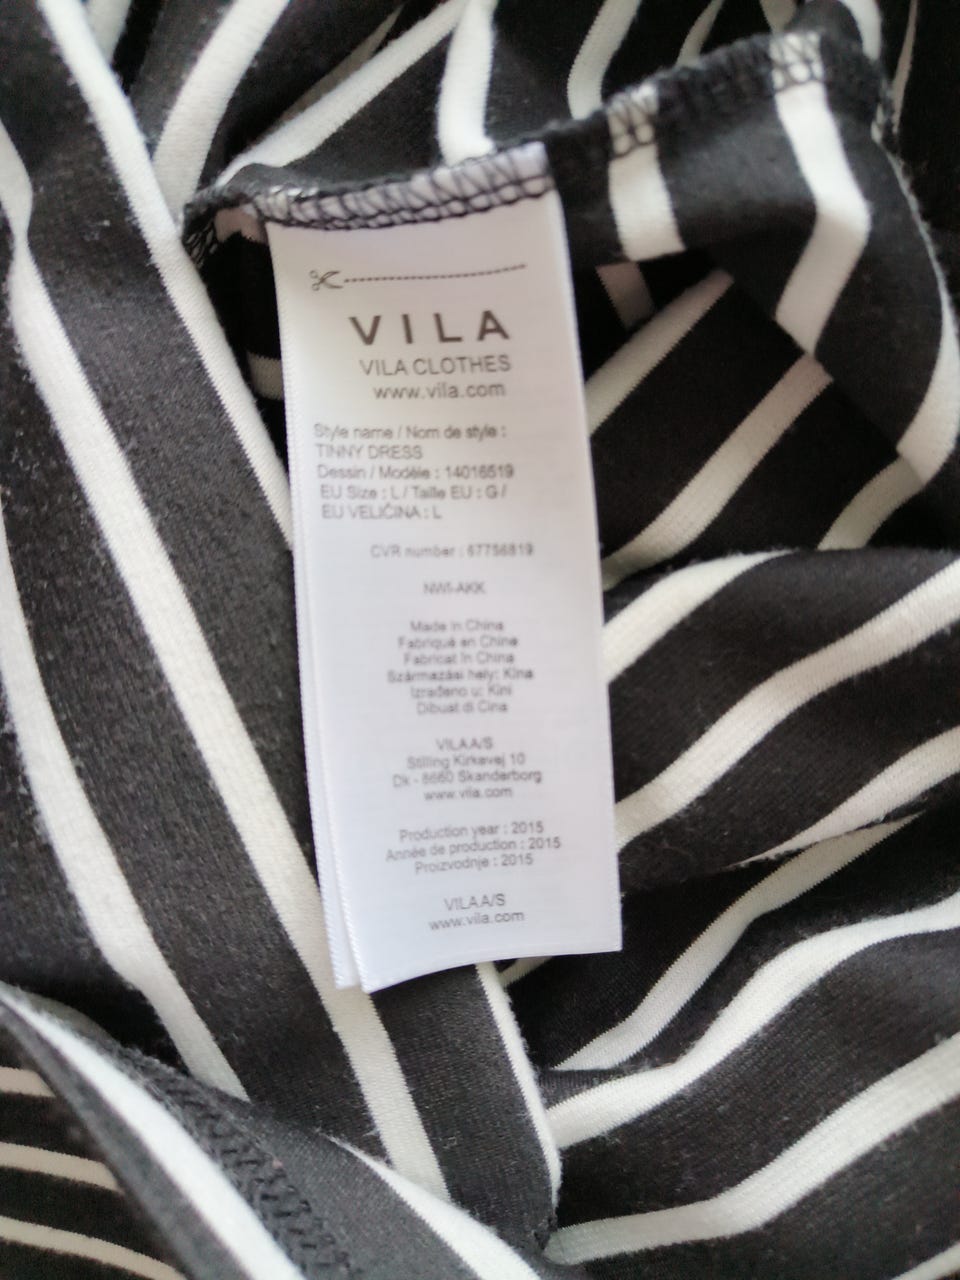 VILA
VILA CLOTHES
www.vila.com
Style name / Nom de style :
TINNY DRESS
Dessin / Modèle : 14016519
EU Size : L / Taille EU : G /
EU VELIČINA : L
CVR number : 67756819
NWI-AKK
Made in China
Fabriqué en Chine
Fabricat în China
Származási hely: Kína
Izrađeno u: Kini
Dibuat di Cina
VILA A/S
Stilling Kirkevej 10
Dk - 8660 Skanderborg
www.vila.com
Production year : 2015
Année de production : 2015
Proizvodnje : 2015
VILA A/S
www.vila.com